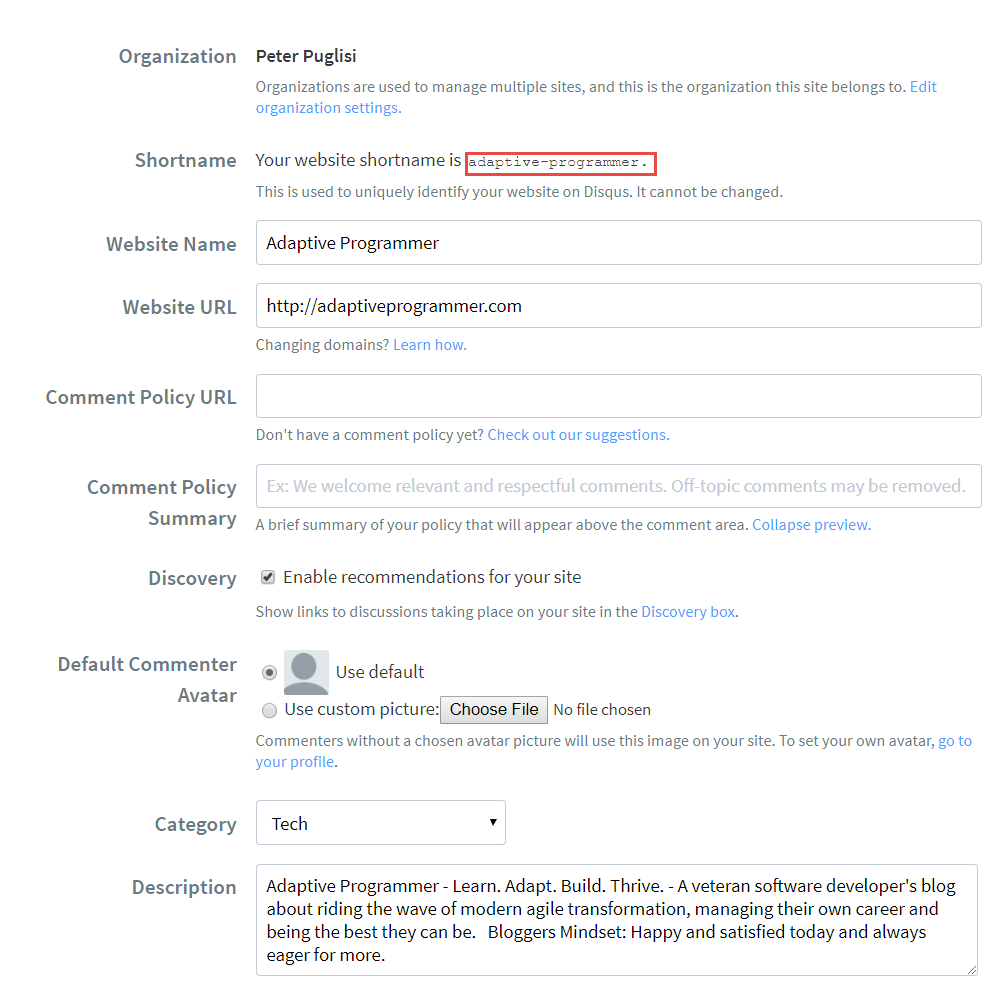 Organization Peter Puglisi
Organizations are used to manage multiple sites, and this is the organization this site belongs to. Edit
organization settings.
Shortname Your website shortname is adaptive-programmer.
This is used to uniquely identify your website on Disqus. It cannot be changed.
Website Name Adaptive Programmer
Website URL http://adaptiveprogrammer.com
Changing domains? Learn how.
Comment Policy URL
Don't have a comment policy yet? Check out our suggestions.
Comment Policy Ex: We welcome relevant and respectful comments. Off-topic comments may be removed.
Summary A brief summary of your policy that will appear above the comment area. Collapse preview.
Discovery Enable recommendations for your site
Show links to discussions taking place on your site in the Discovery box.
Default Commenter Use default
Avatar
Use custom picture: Choose File No file chosen
Commenters without a chosen avatar picture will use this image on your site. To set your own avatar, go to
your profile.
Category Tech
Description Adaptive Programmer - Learn. Adapt. Build. Thrive. - A veteran software developer's blog
about riding the wave of modern agile transformation, managing their own career and
being the best they can be. Bloggers Mindset: Happy and satisfied today and always
eager for more.